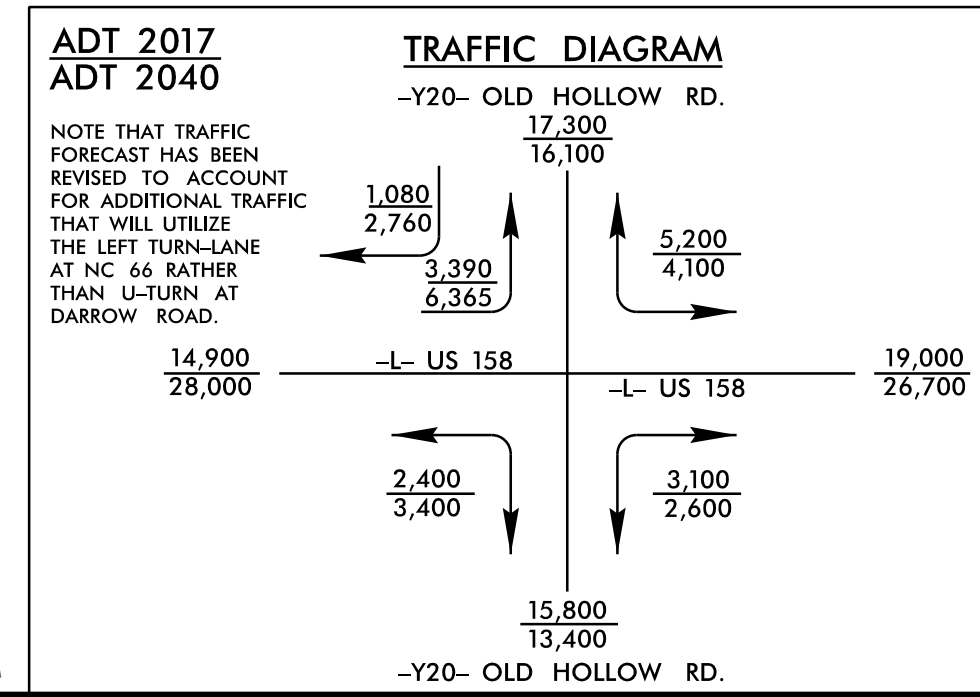 ADT 2017
ADT 2040
TRAFFIC DIAGRAM
–Y20– OLD HOLLOW RD.
17,300
16,100
NOTE THAT TRAFFIC
FORECAST HAS BEEN
REVISED TO ACCOUNT
FOR ADDITIONAL TRAFFIC
THAT WILL UTILIZE
THE LEFT TURN–LANE
AT NC 66 RATHER
THAN U–TURN AT
DARROW ROAD.
1,080
2,760
3,390
6,365
5,200
4,100
14,900
28,000
–L– US 158
–L– US 158
19,000
26,700
2,400
3,400
3,100
2,600
15,800
13,400
–Y20– OLD HOLLOW RD.